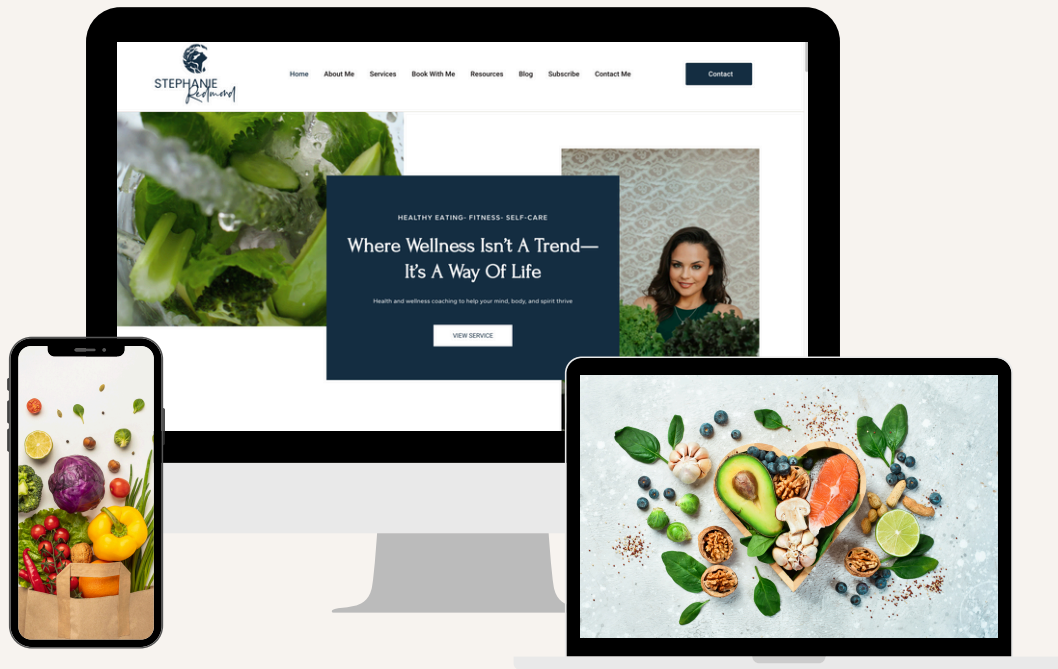 STEPHANIE
Redmond
Home About Me Services Book With Me Resources Blog Subscribe Contact Me
Contact
HEALTHY EATING- FITNESS- SELF-CARE
Where Wellness Isn't A Trend—
It's A Way Of Life
Health and wellness coaching to help your mind, body, and spirit thrive
VIEW SERVICE